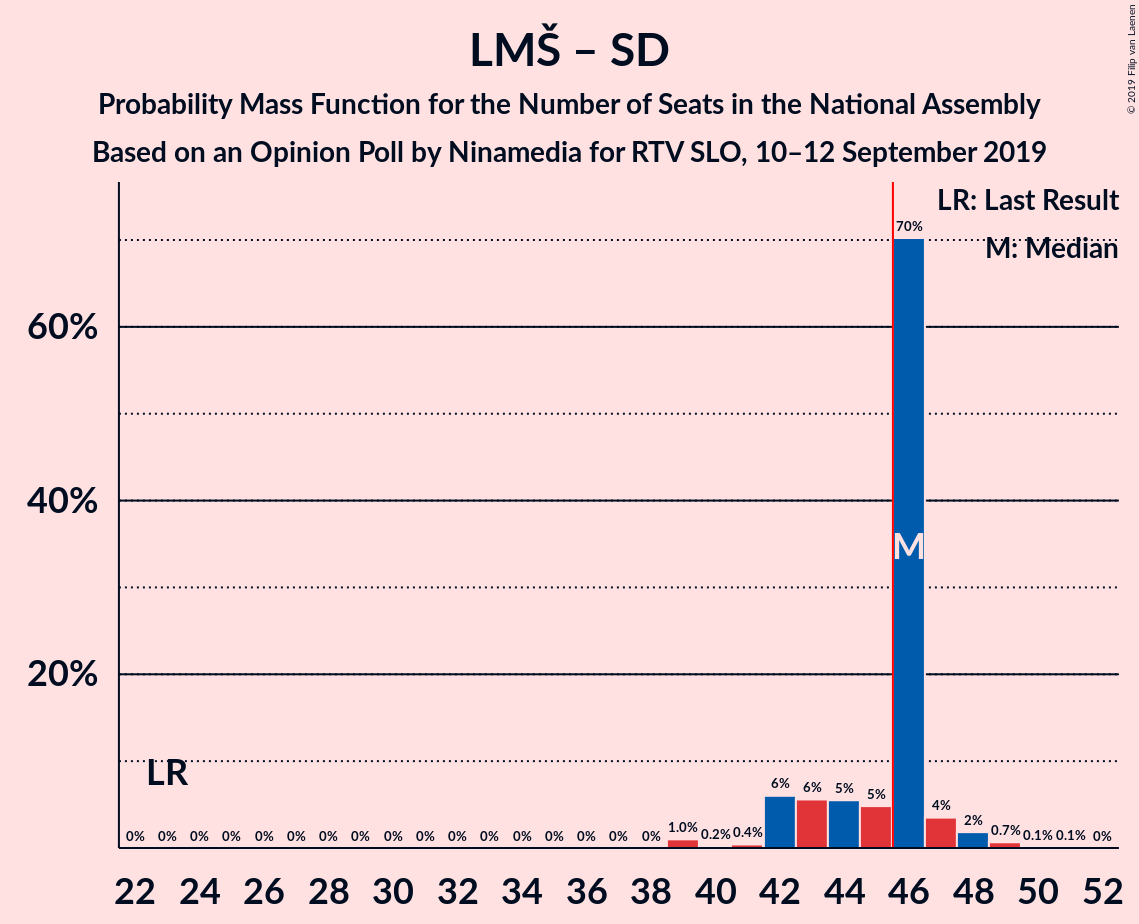 LMŠ – SD
Probability Mass Function for the Number of Seats in the National Assembly
Based on an Opinion Poll by Ninamedia for RTV SLO, 10–12 September 2019
© 2019 Filip van Laenen
LR: Last Result
M: Median
70%
60%
40%
M
20%
LR
0% 0% 0% 0% 0% 0% 0% 0% 0% 0% 0% 0% 0% 0% 0% 0% 0% 1.0% 0.2% 0.4% 6% 6% 5% 5% 4% 2% 0.7% 0.1% 0.1% 0%
22 24 26 28 30 32 34 36 38 40 42 44 46 48 50 52